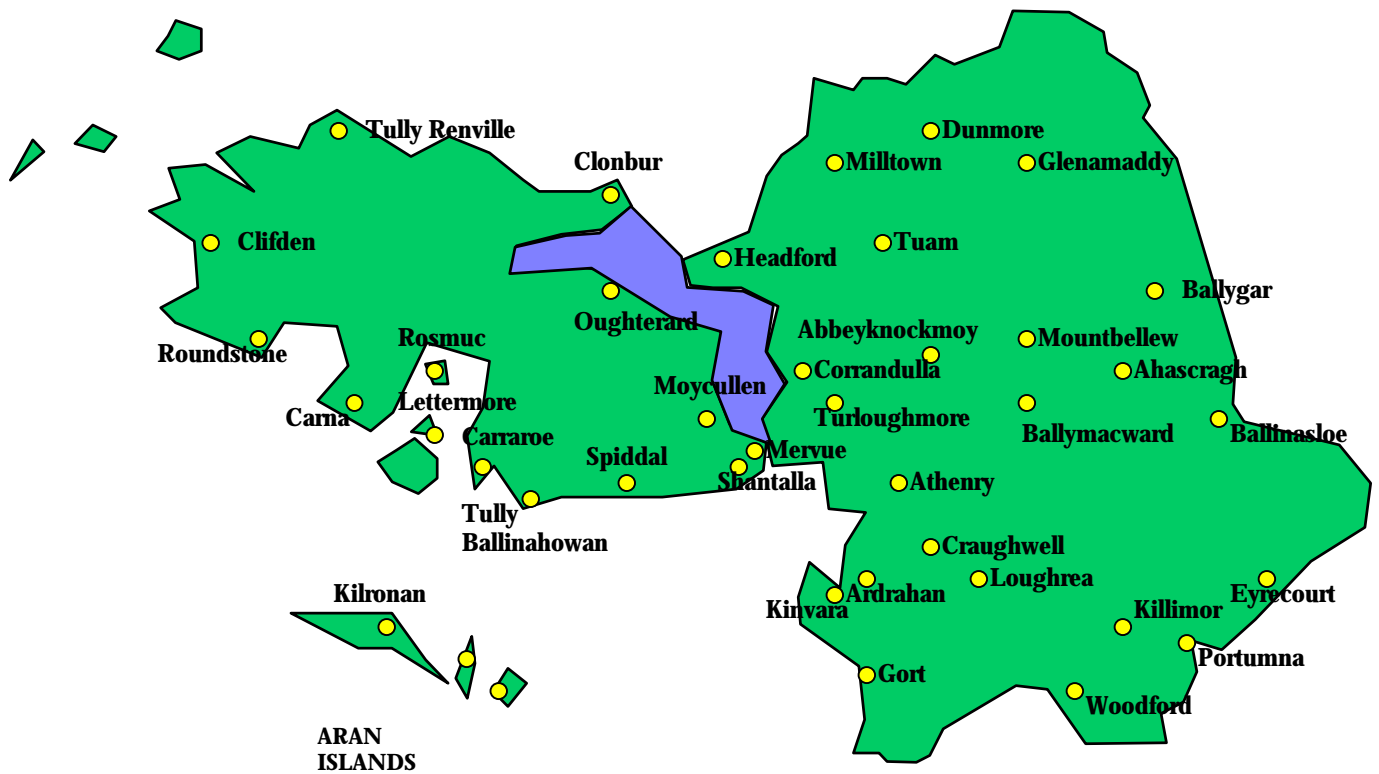 Tully Renville
Dunmore
Clonbur
Milltown
Glenamaddy
Clifden
Tuam
Headford
Ballygar
Oughterard
Abbeyknockmoy
Rosmuc
Mountbellew
Roundstone
Corrandulla
Ahascragh
Moycullen
Lettermore
Carna
Turloughmore
Carraroe
Ballymacward
Ballinasloe
Mervue
Spiddal
Shantalla
Athenry
Tully
Ballinahowan
Craughwell
Loughrea
Kilronan
Ardrahan
Eyrecourt
Kinvara
Killimor
Portumna
Gort
Woodford
ARAN
ISLANDS